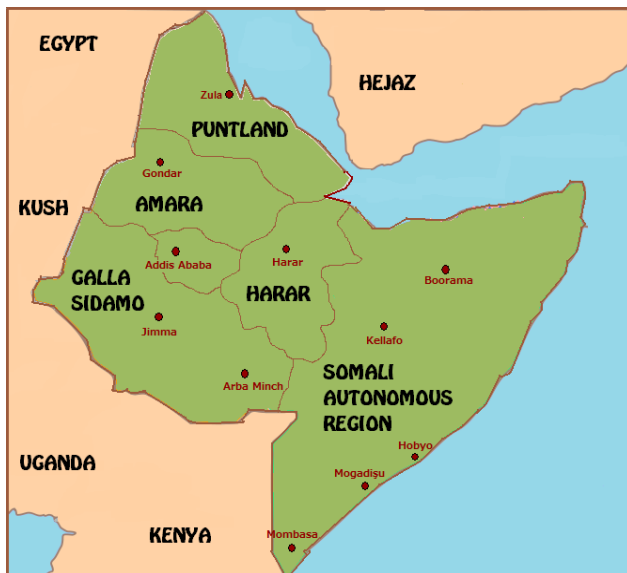 EGYPT
HEJAZ
Zula
PUNTLAND
Gondar
KUSH
AMARA
Addis Ababa
Harar
GALLA
SIDAMO
HARAR
Boorama
Jimma
Kellafo
Arba Minch
SOMALI
AUTONOMOUS
REGION
Hobyo
UGANDA
Mogadişu
KENYA
Mombasa